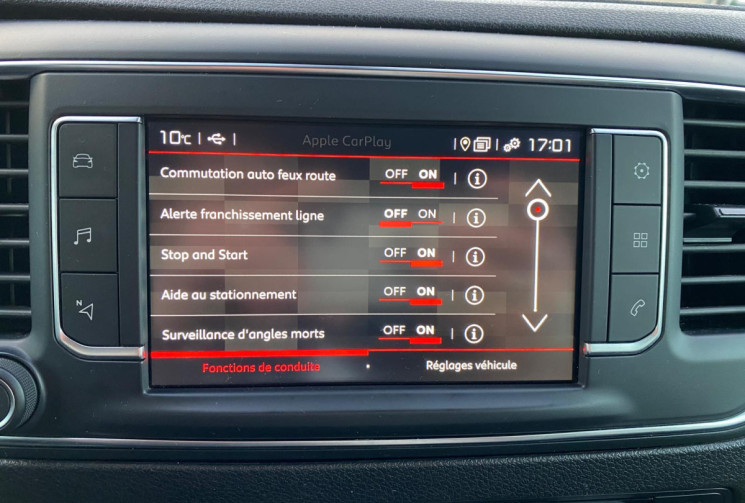 10°C Apple CarPlay 17:01
Commutation auto feux route OFF ON i
Alerte franchissement ligne OFF ON i
Stop and Start OFF ON i
Aide au stationnement OFF ON i
Surveillance d'angles morts OFF ON i
Fonctions de conduite Réglages véhicule
N